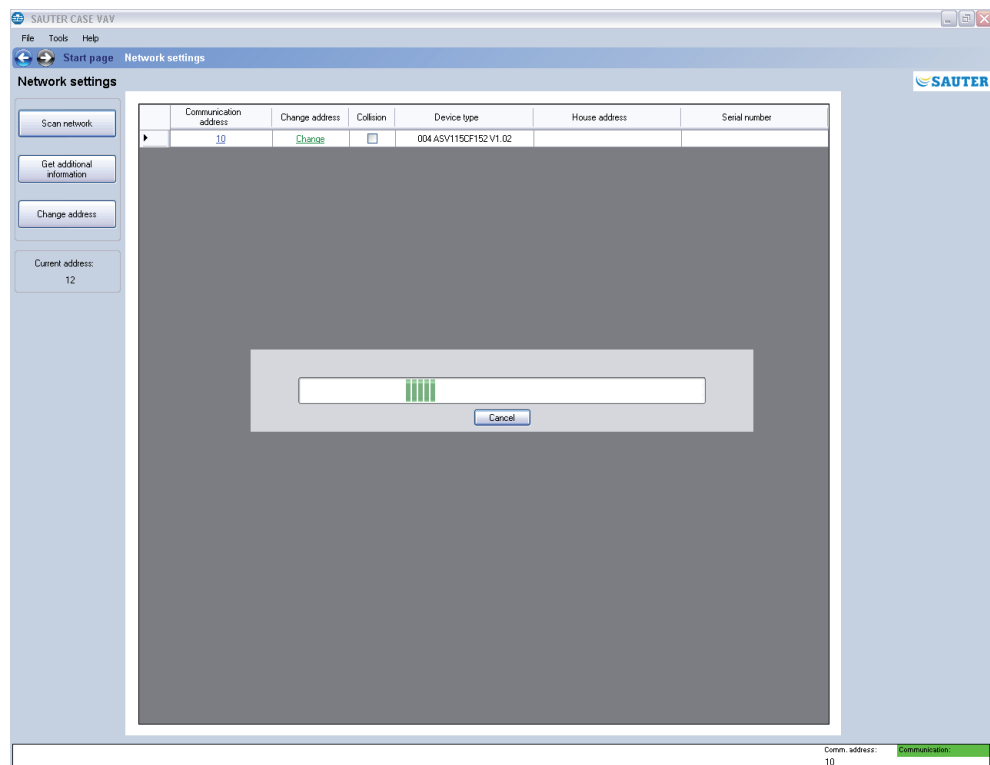 SAUTER CASE VAV
File Tools Help
Start page Network settings
Network settings
SAUTER
Scan network
Get additional
information
Change address
Current address:
12
Communication
address Change address Collision Device type House address Serial number
10 Change 004 ASV115CF152 V1.02
Cancel
Comm. address: Communication:
10